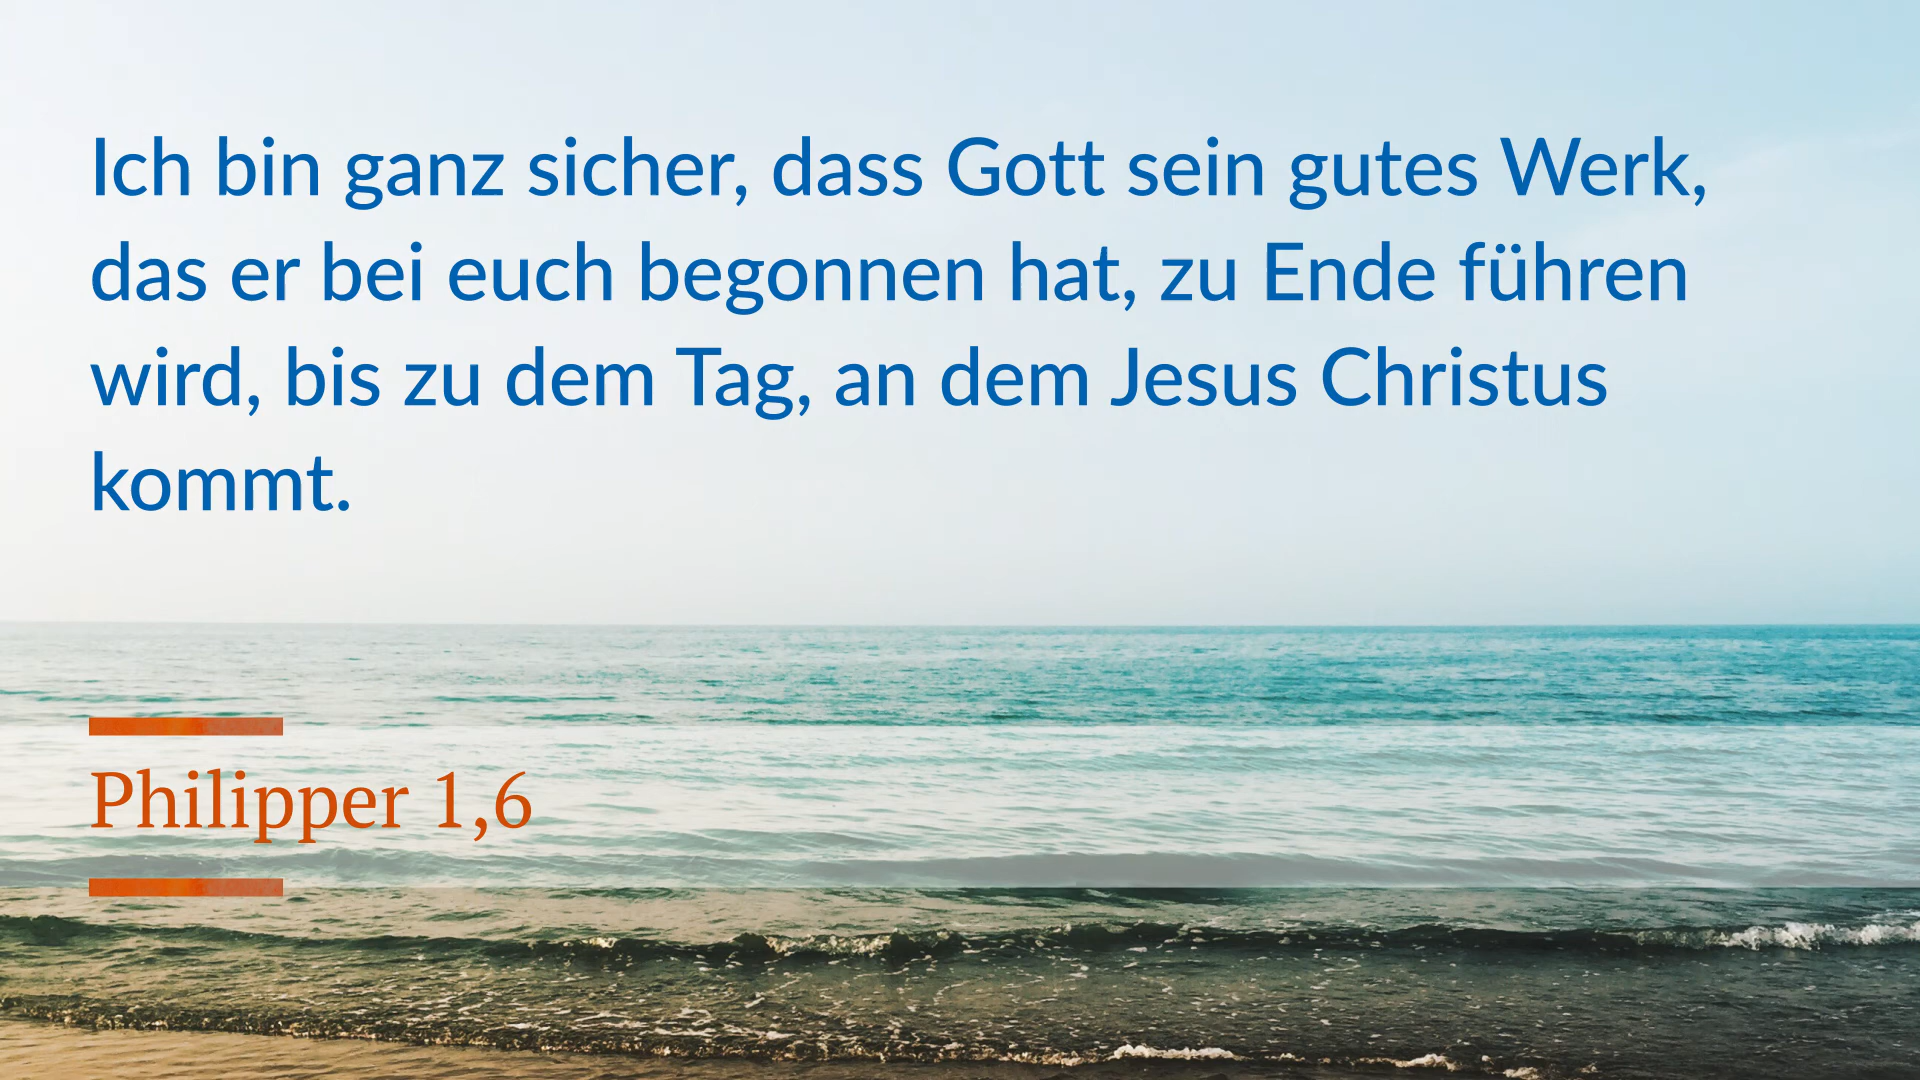 Ich bin ganz sicher, dass Gott sein gutes Werk,
das er bei euch begonnen hat, zu Ende führen
wird, bis zu dem Tag, an dem Jesus Christus
kommt.
Philipper 1,6